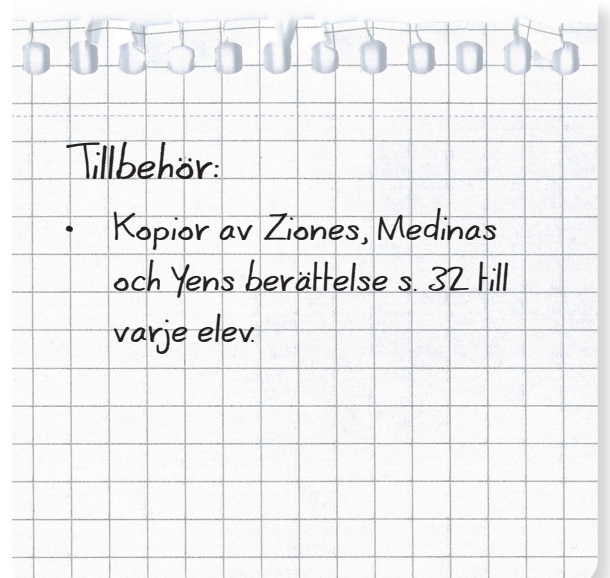 Tillbehör:
• Kopior av Ziones, Medinas
och Yens berättelse s. 32 till
varje elev.